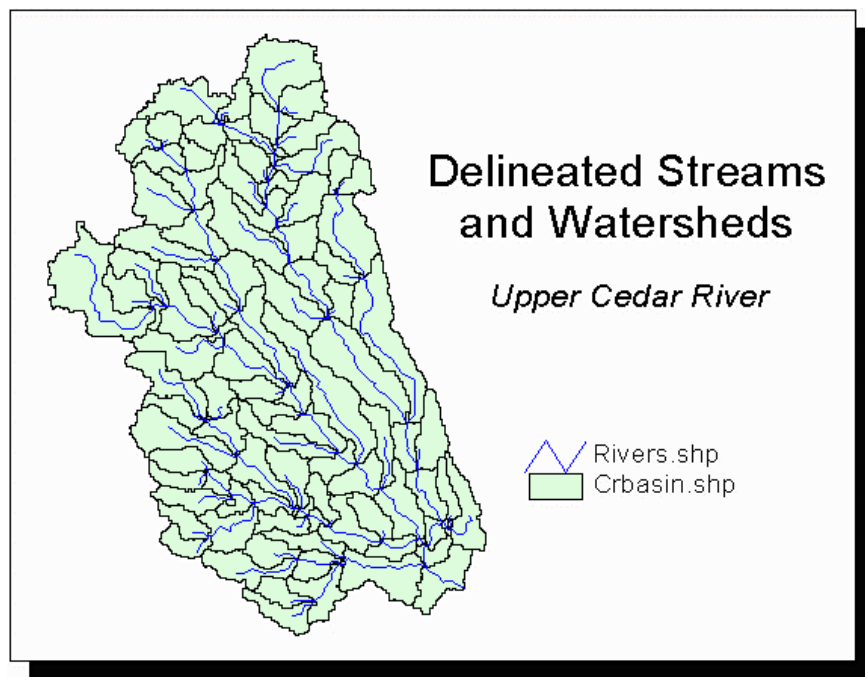 Delineated Streams
and Watersheds
Upper Cedar River
Rivers.shp
Crbasin.shp